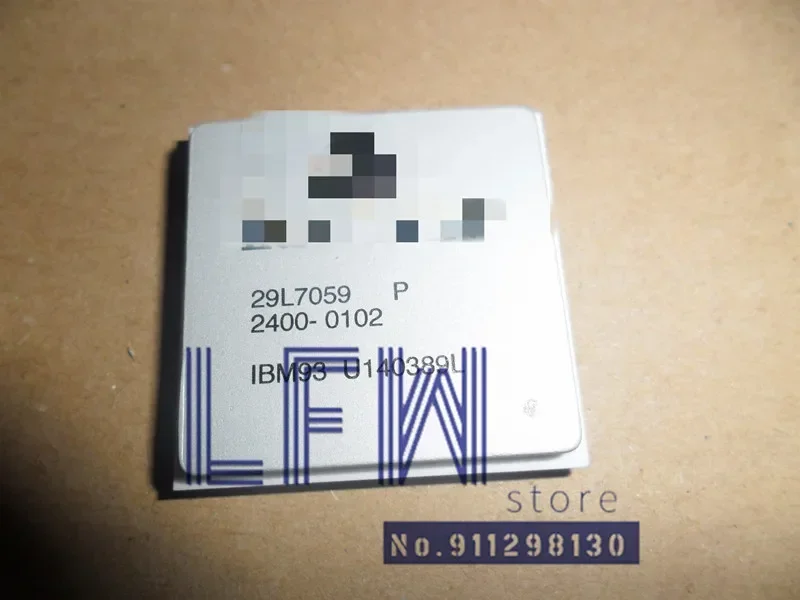 29L7059 P
2400-0102
IBM93 U140389L
LFW
store
No.911298130